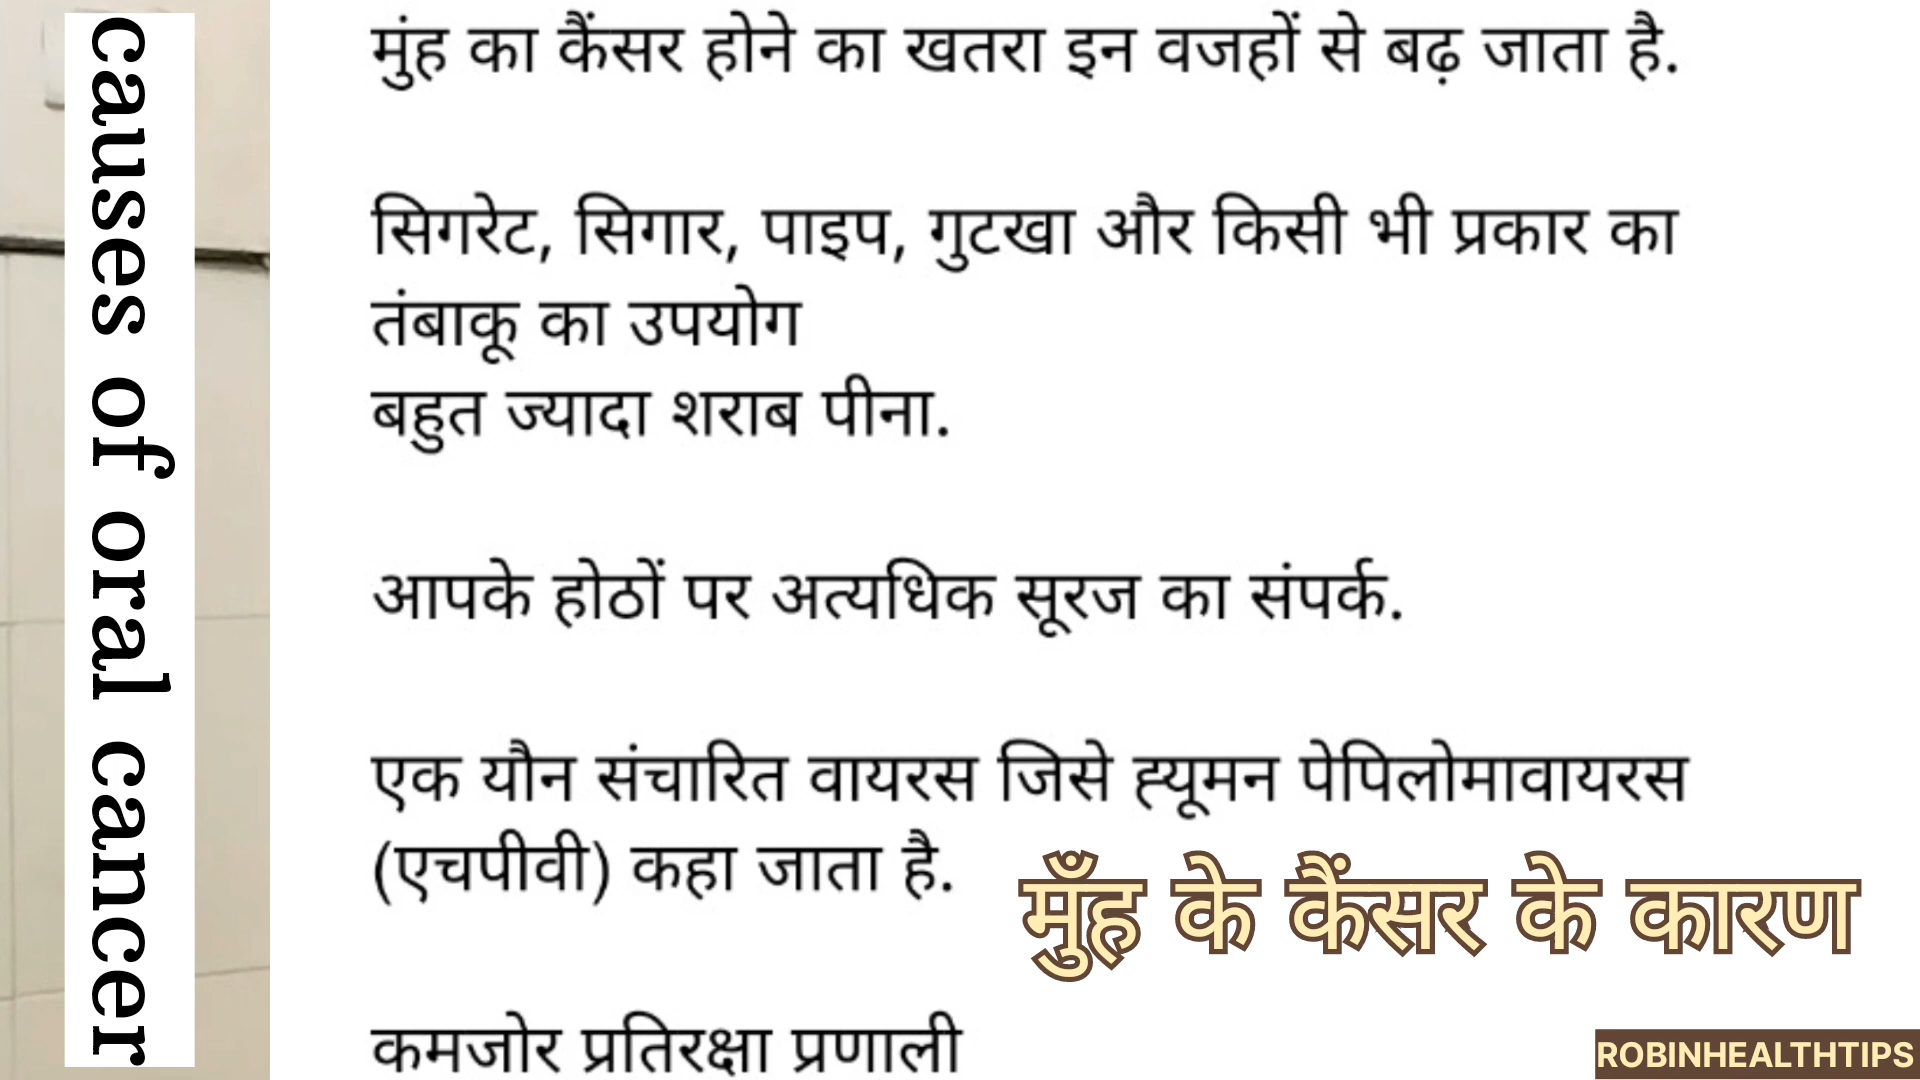 causes of oral cancer
मुंह का कैंसर होने का खतरा इन वजहों से बढ़ जाता है.
सिगरेट, सिगार, पाइप, गुटखा और किसी भी प्रकार का
तंबाकू का उपयोग
बहुत ज्यादा शराब पीना.
आपके होठों पर अत्यधिक सूरज का संपर्क.
एक यौन संचारित वायरस जिसे ह्यूमन पेपिलोमावायरस
(एचपीवी) कहा जाता है.
मुँह के कैंसर के कारण
कमजोर प्रतिरक्षा प्रणाली
ROBINHEALTHTIPS